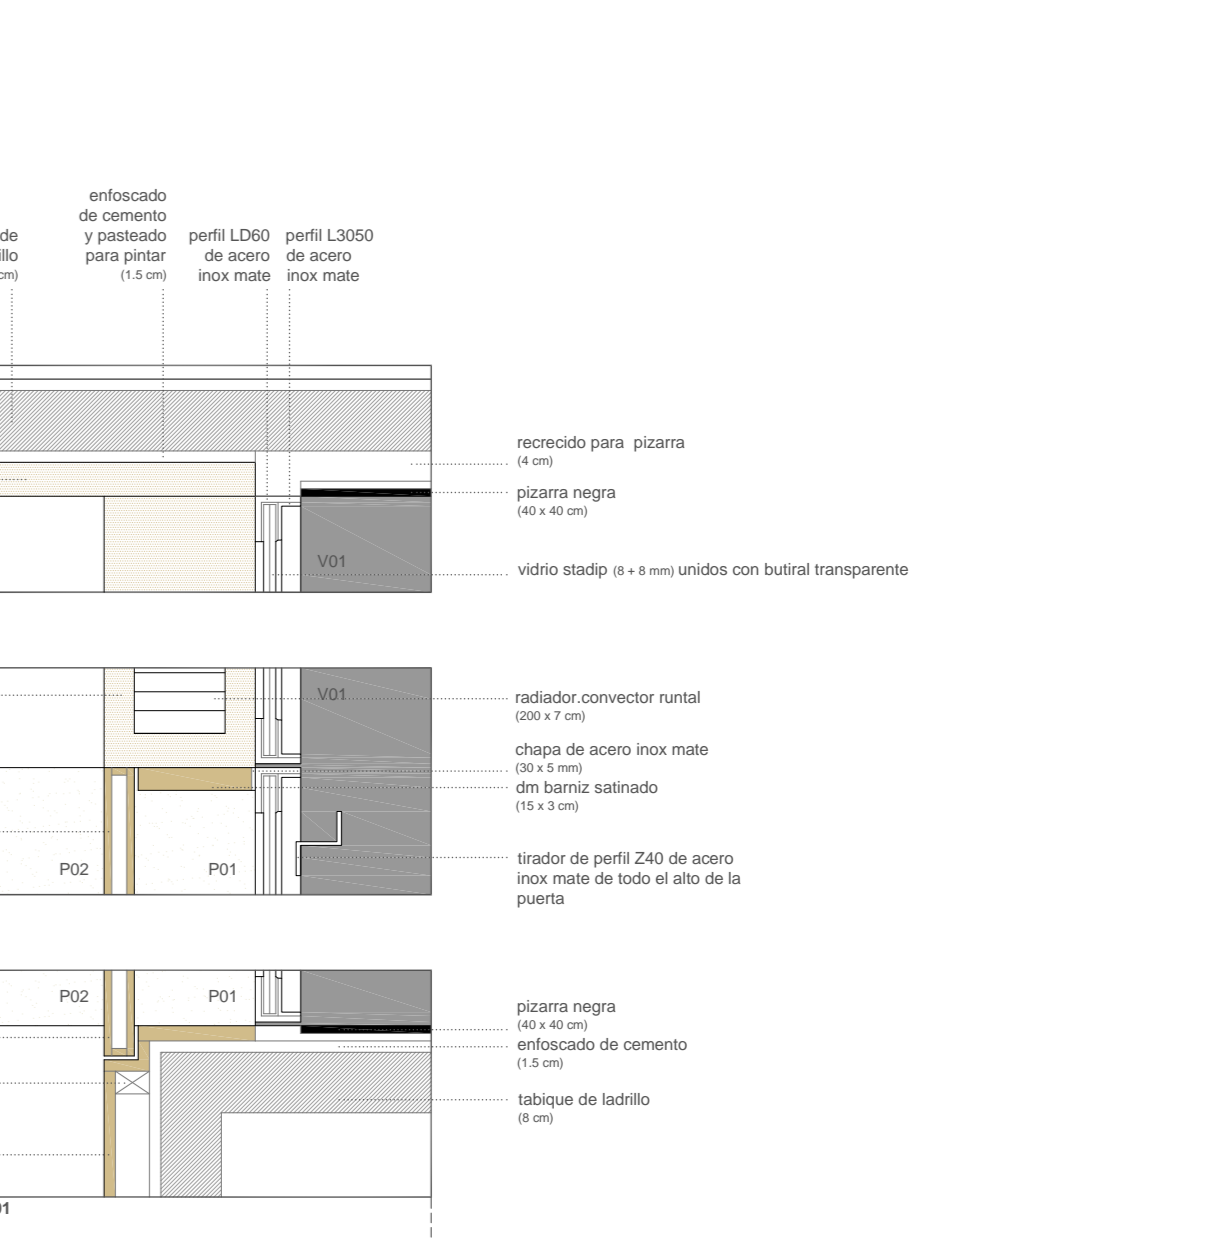 enfoscado
de cemento
y pasteado
para pintar
(1.5 cm)
de
perfil LD60
de acero
inox mate
perfil L3050
de acero
inox mate
recrecido para pizarra
(4 cm)
pizarra negra
(40 x 40 cm)
V01
vidrio stadip (8 + 8 mm) unidos con butiral transparente
V01
radiador.convector runtal
(200 x 7 cm)
chapa de acero inox mate
(30 x 5 mm)
dm barniz satinado
(15 x 3 cm)
P02
P01
tirador de perfil Z40 de acero
inox mate de todo el alto de la
puerta
P02
P01
pizarra negra
(40 x 40 cm)
enfoscado de cemento
(1.5 cm)
tabique de ladrillo
(8 cm)